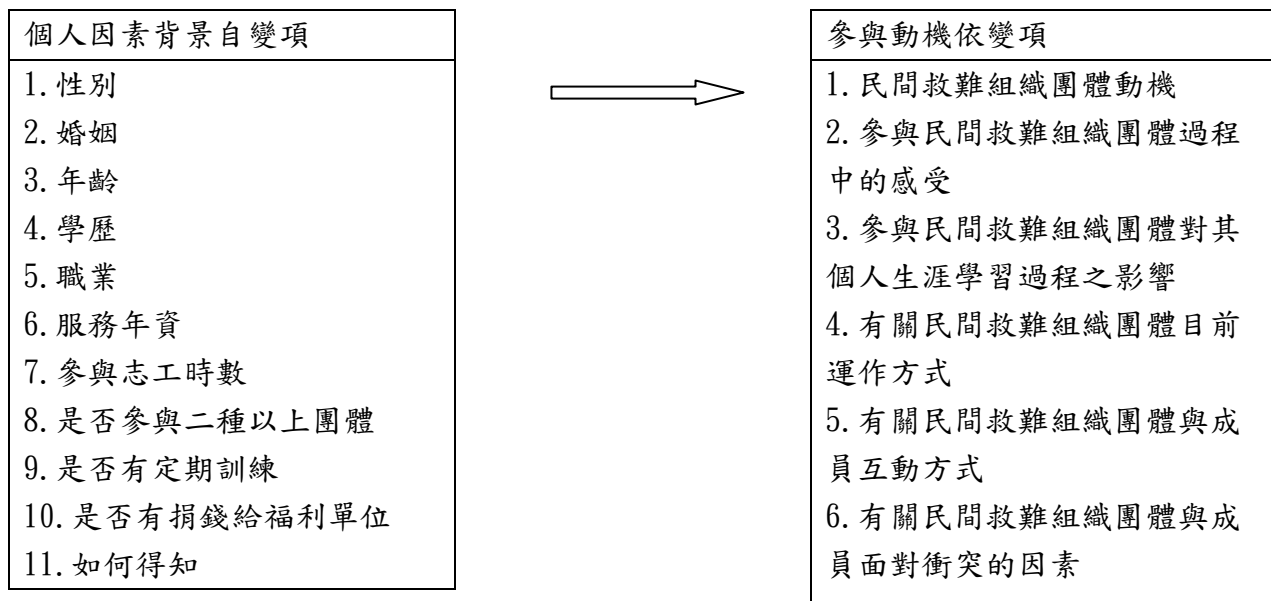 個人因素背景自變項
1.性別
2.婚姻
3.年齡
4.學歷
5.職業
6.服務年資
7.參與志工時數
8.是否參與二種以上團體
9.是否有定期訓練
10.是否有捐錢給福利單位
11.如何得知
參與動機依變項
1.民間救難組織團體動機
2.參與民間救難組織團體過程
中的感受
3.參與民間救難組織團體對其
個人生涯學習過程之影響
4.有關民間救難組織團體目前
運作方式
5.有關民間救難組織團體與成
員互動方式
6.有關民間救難組織團體與成
員面對衝突的因素